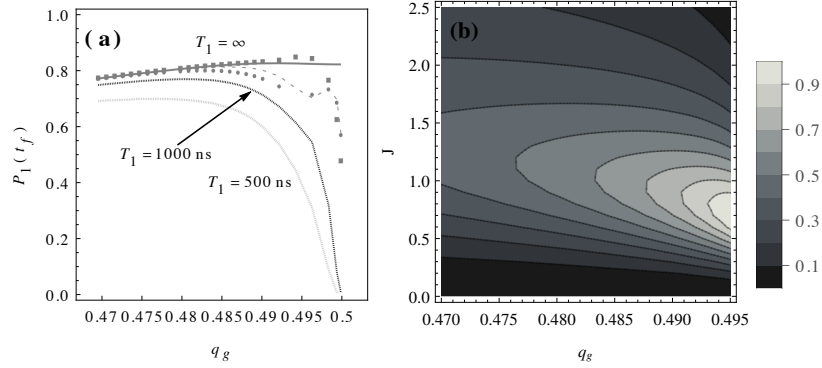 (a)
T1 = ∞
T1 = 1000 ns
T1 = 500 ns
P1(tf)
1.0
0.8
0.6
0.4
0.2
0.0
0.47 0.475 0.48 0.485 0.49 0.495 0.5
qg
(b)
J
2.5
2.0
1.5
1.0
0.5
0.0
0.470 0.475 0.480 0.485 0.490 0.495
qg
0.9
0.7
0.5
0.3
0.1